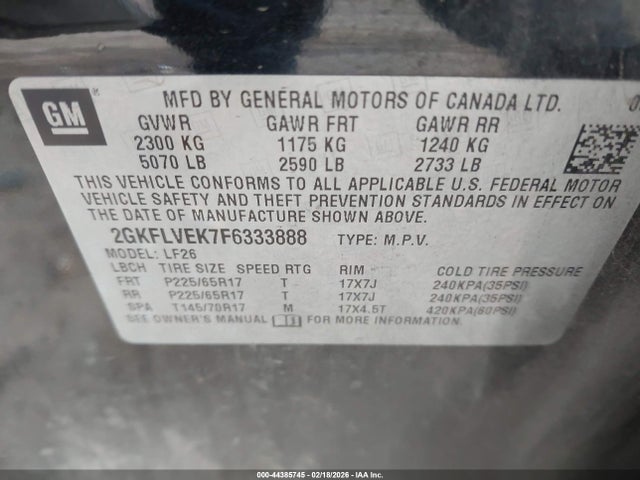 GM
MFD BY GENERAL MOTORS OF CANADA LTD.
GVWR GAWR FRT GAWR RR
2300 KG 1175 KG 1240 KG
5070 LB 2590 LB 2733 LB
THIS VEHICLE CONFORMS TO ALL APPLICABLE U.S. FEDERAL MOTOR
VEHICLE SAFETY AND THEFT PREVENTION STANDARDS IN EFFECT ON
THE DATE OF MANUFACTURE SHOWN ABOVE.
2GKFLVEK7F6333888 TYPE: M.P.V.
MODEL: LF26
LBCH TIRE SIZE SPEED RTG RIM COLD TIRE PRESSURE
FRT P225/65R17 T 17X7J 240KPA(35PSI)
RR P225/65R17 T 17X7J 240KPA(35PSI)
SPA T145/70R17 M 17X4.5T 420KPA(60PSI)
SEE OWNER'S MANUAL FOR MORE INFORMATION.
000-44385745 02/18/2026 IAA Inc.